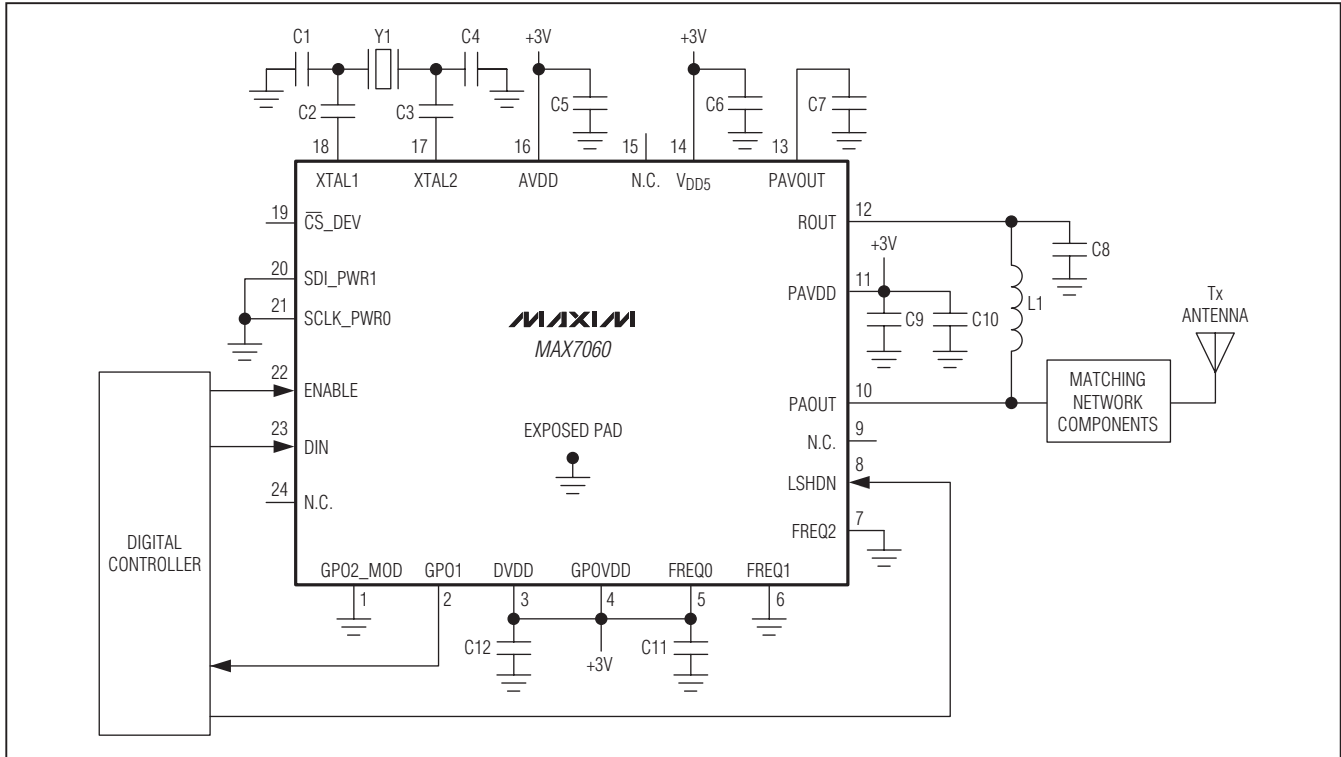 C1 Y1 C4 +3V +3V
C2 C3 C5 C6 C7
18 17 16 15 14 13
XTAL1 XTAL2 AVDD N.C. VDD5 PAVOUT
19 CS_DEV
ROUT 12
C8
+3V
20 SDI_PWR1
PAVDD 11
21 SCLK_PWR0
C9 C10 L1
Tx
ANTENNA
MAXIM
MAX7060
22 ENABLE
PAOUT 10
MATCHING
NETWORK
COMPONENTS
23 DIN
EXPOSED PAD
N.C. 9
24 N.C.
LSHDN 8
FREQ2 7
DIGITAL
CONTROLLER
GPO2_MOD GPO1 DVDD GPOVDD FREQ0 FREQ1
1 2 3 4 5 6
C12 +3V C11